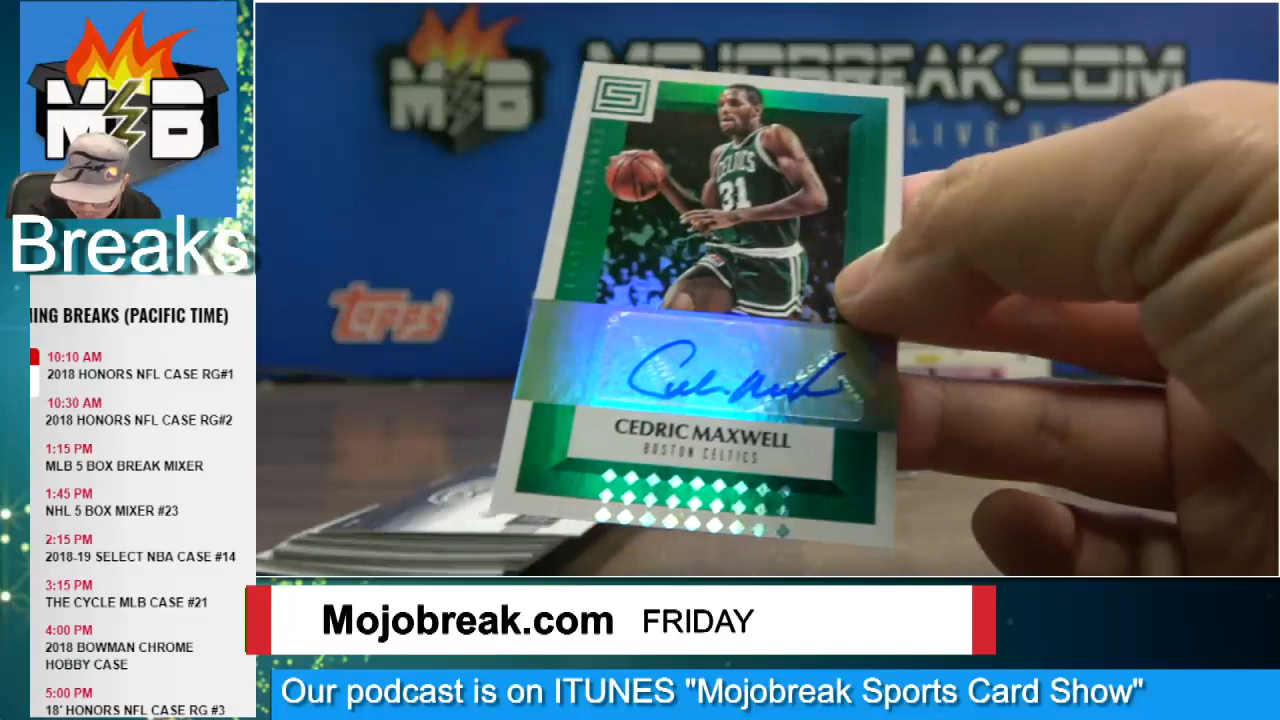 M B
Breaks
ING BREAKS (PACIFIC TIME)
10:10 AM
2018 HONORS NFL CASE RG#1
10:30 AM
2018 HONORS NFL CASE RG#2
1:15 PM
MLB 5 BOX BREAK MIXER
1:45 PM
NHL 5 BOX MIXER #23
2:15 PM
2018-19 SELECT NBA CASE #14
3:15 PM
THE CYCLE MLB CASE #21
4:00 PM
2018 BOWMAN CHROME
HOBBY CASE
5:00 PM
18' HONORS NFL CASE RG #3
M B
MOJOBREAK.COM
LIVE
Topps
S
CELTICS
31
CEDRIC MAXWELL
BOSTON CELTICS
Mojobreak.com FRIDAY
Our podcast is on ITUNES "Mojobreak Sports Card Show"